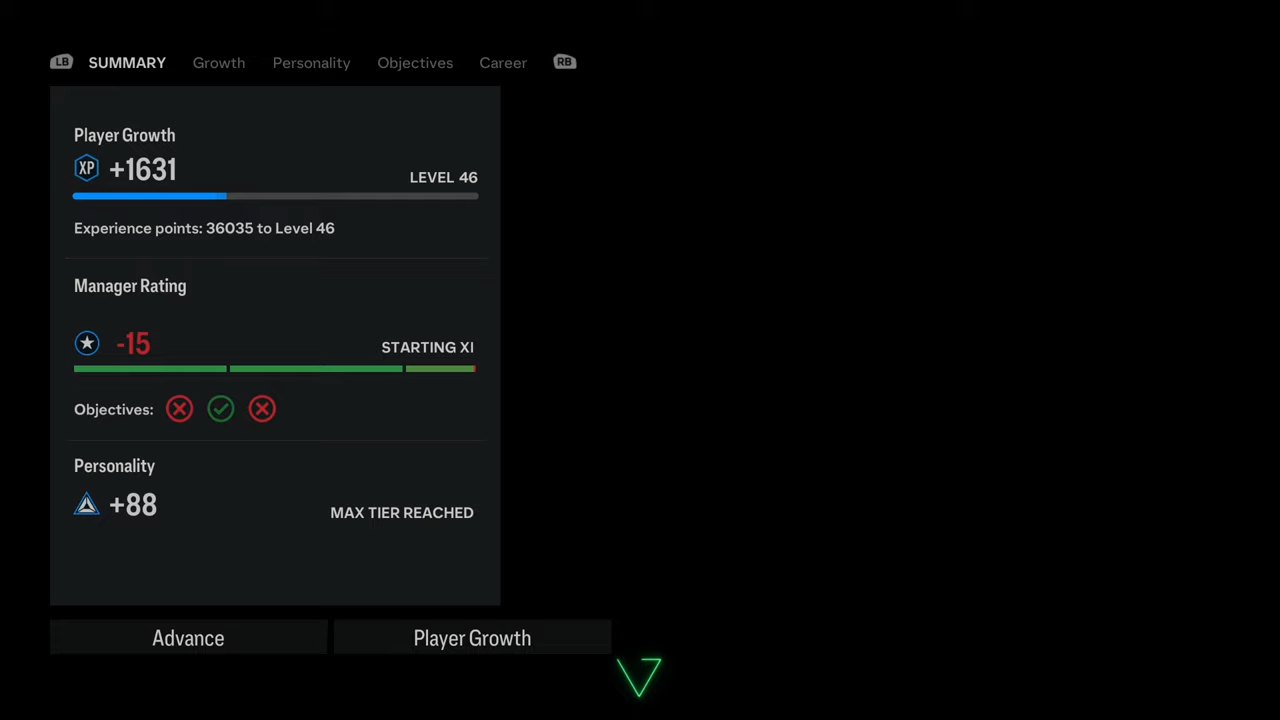 LB SUMMARY Growth Personality Objectives Career RB
Player Growth
XP +1631 LEVEL 46
Experience points: 36035 to Level 46
Manager Rating
-15 STARTING XI
Objectives:
Personality
+88 MAX TIER REACHED
Advance Player Growth